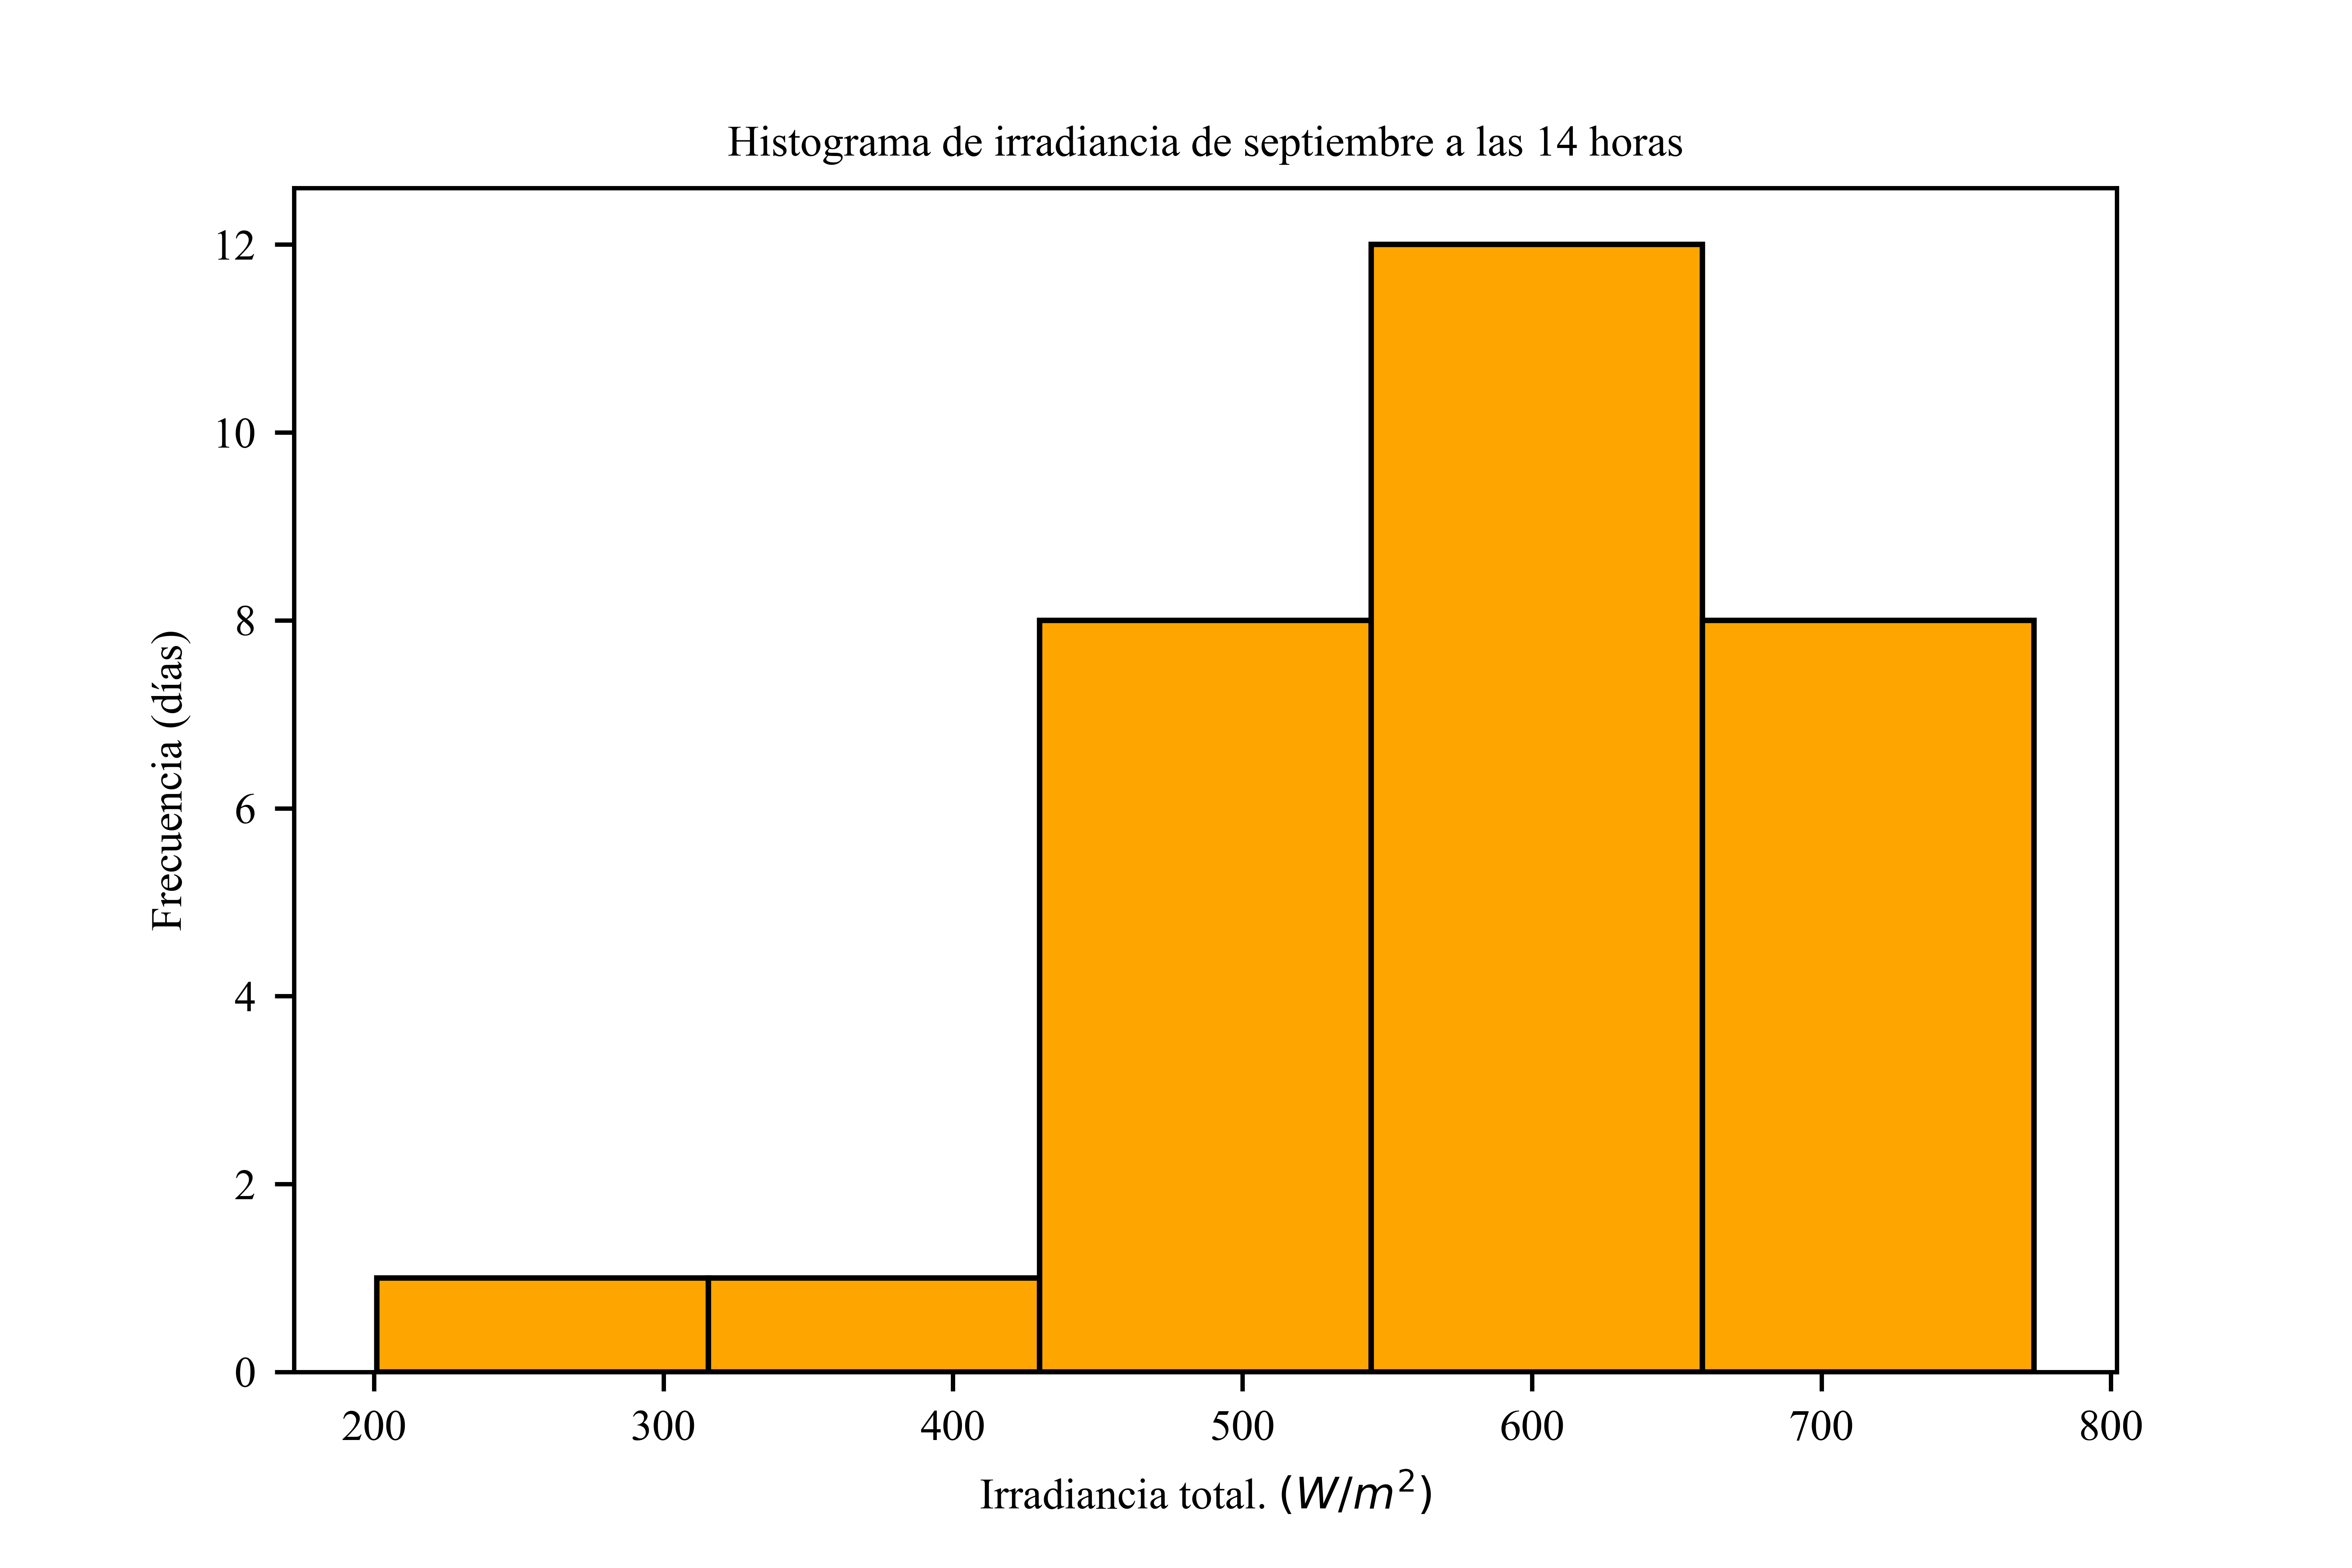 Histograma de irradiancia de septiembre a las 14 horas
12
10
8
6
4
2
0
Frecuencia (días)
200 300 400 500 600 700 800
Irradiancia total. (W/m²)